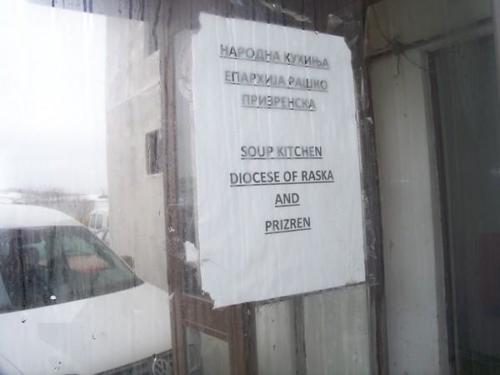 НАРОДНА КУХИЊА
ЕПАРХИЈА РАШКО
ПРИЗРЕНСКА
SOUP KITCHEN
DIOCESE OF RASKA
AND
PRIZREN